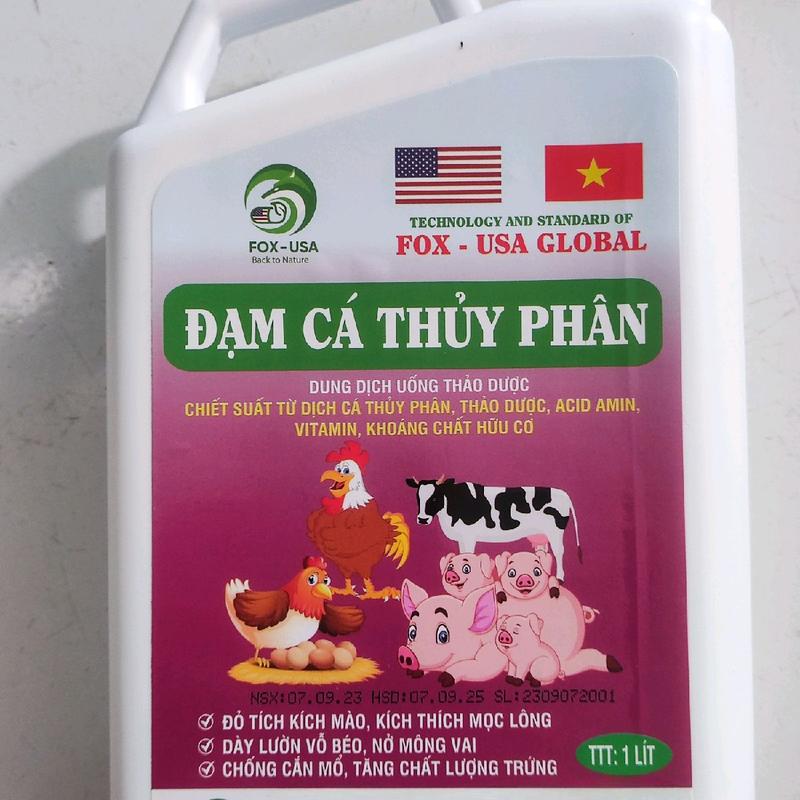 FOX-USA
Back to Nature
TECHNOLOGY AND STANDARD OF
FOX - USA GLOBAL
ĐẠM CÁ THỦY PHÂN
DUNG DỊCH UỐNG THẢO DƯỢC
CHIẾT SUẤT TỪ DỊCH CÁ THỦY PHÂN, THẢO DƯỢC, ACID AMIN,
VITAMIN, KHOÁNG CHẤT HỮU CƠ
NSX:07.09.23 HSD:07.09.25 SL:2309072001
ĐỎ TÍCH KÍCH MÀO, KÍCH THÍCH MỌC LÔNG
DÀY LƯỜN VỖ BÉO, NỞ MÔNG VAI
CHỐNG CẮN MỔ, TĂNG CHẤT LƯỢNG TRỨNG
TTT: 1 LÍT